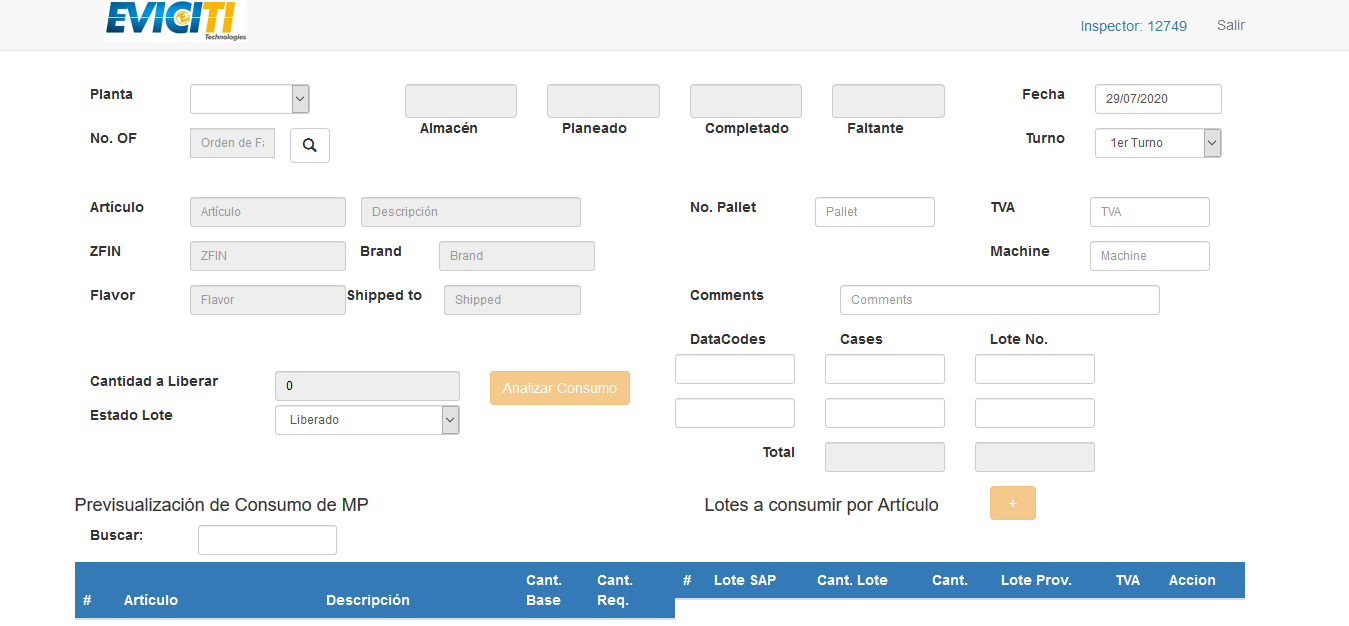 EVICITI
Technologies
Inspector: 12749 Salir
Planta
Almacén Planeado Completado Faltante
Fecha 29/07/2020
No. OF Orden de Fa
Turno 1er Turno
Artículo Artículo Descripción No. Pallet Pallet TVA TVA
ZFIN ZFIN Brand Brand Machine Machine
Flavor Flavor Shipped to Shipped Comments Comments
DataCodes Cases Lote No.
Cantidad a Liberar 0 Analizar Consumo
Estado Lote Liberado
Total
Previsualización de Consumo de MP Lotes a consumir por Artículo +
Buscar:
# Artículo Descripción Cant. Base Cant. Req.
# Lote SAP Cant. Lote Cant. Lote Prov. TVA Accion